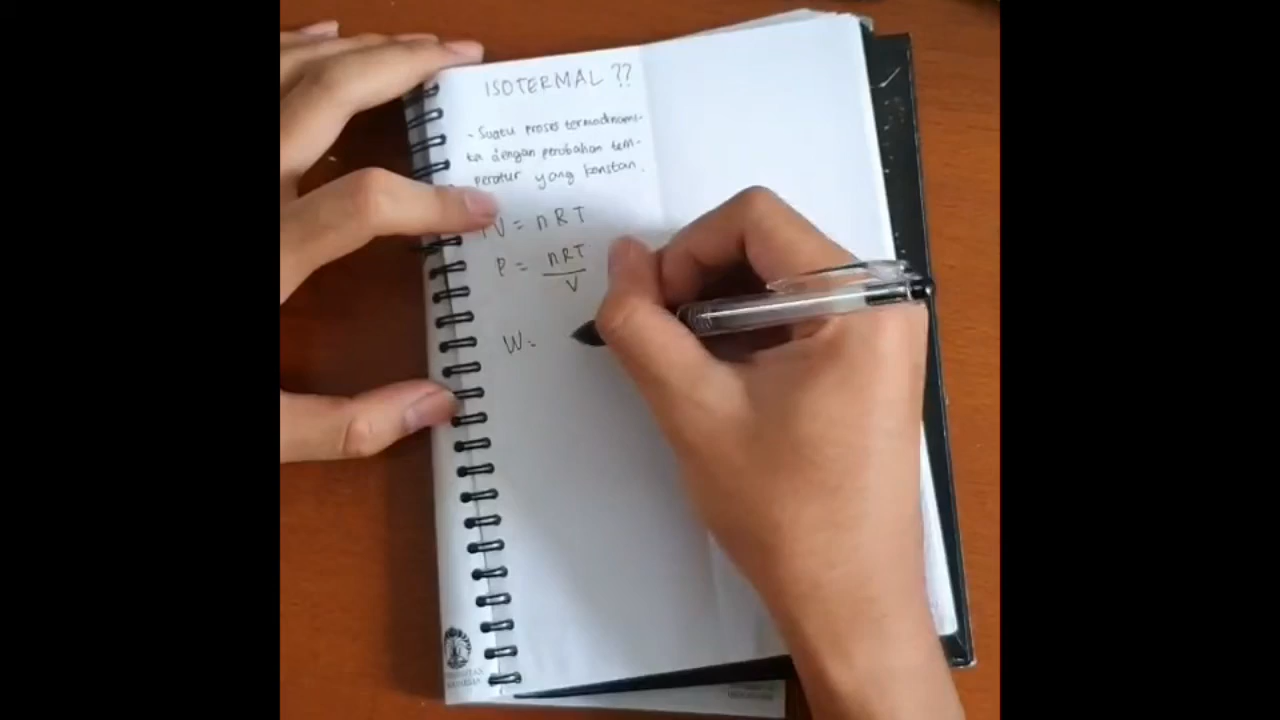 ISOTERMAL ??
- Suatu proses termodinami-
ka dengan perubahan tem-
peratur yang konstan.
PV = nRT
P = nRT
V
W =